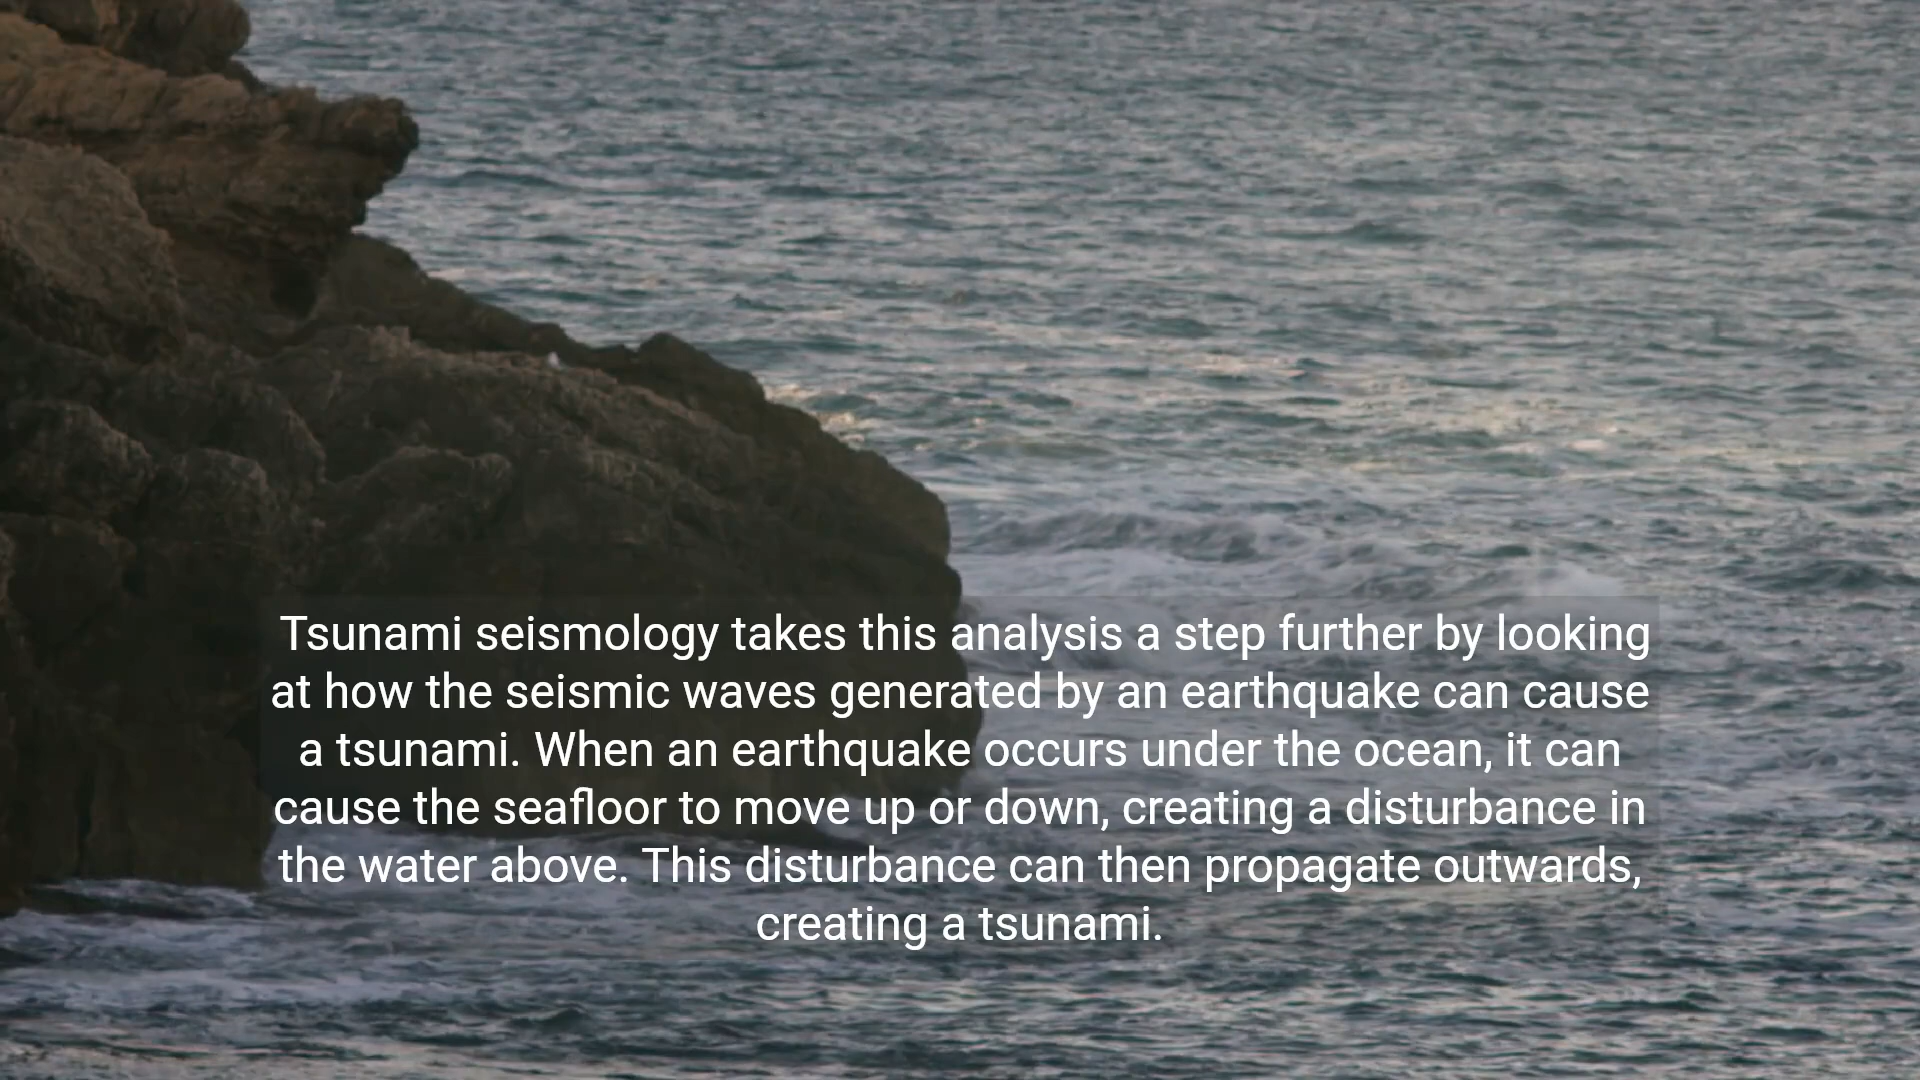 Tsunami seismology takes this analysis a step further by looking
at how the seismic waves generated by an earthquake can cause
a tsunami. When an earthquake occurs under the ocean, it can
cause the seafloor to move up or down, creating a disturbance in
the water above. This disturbance can then propagate outwards,
creating a tsunami.